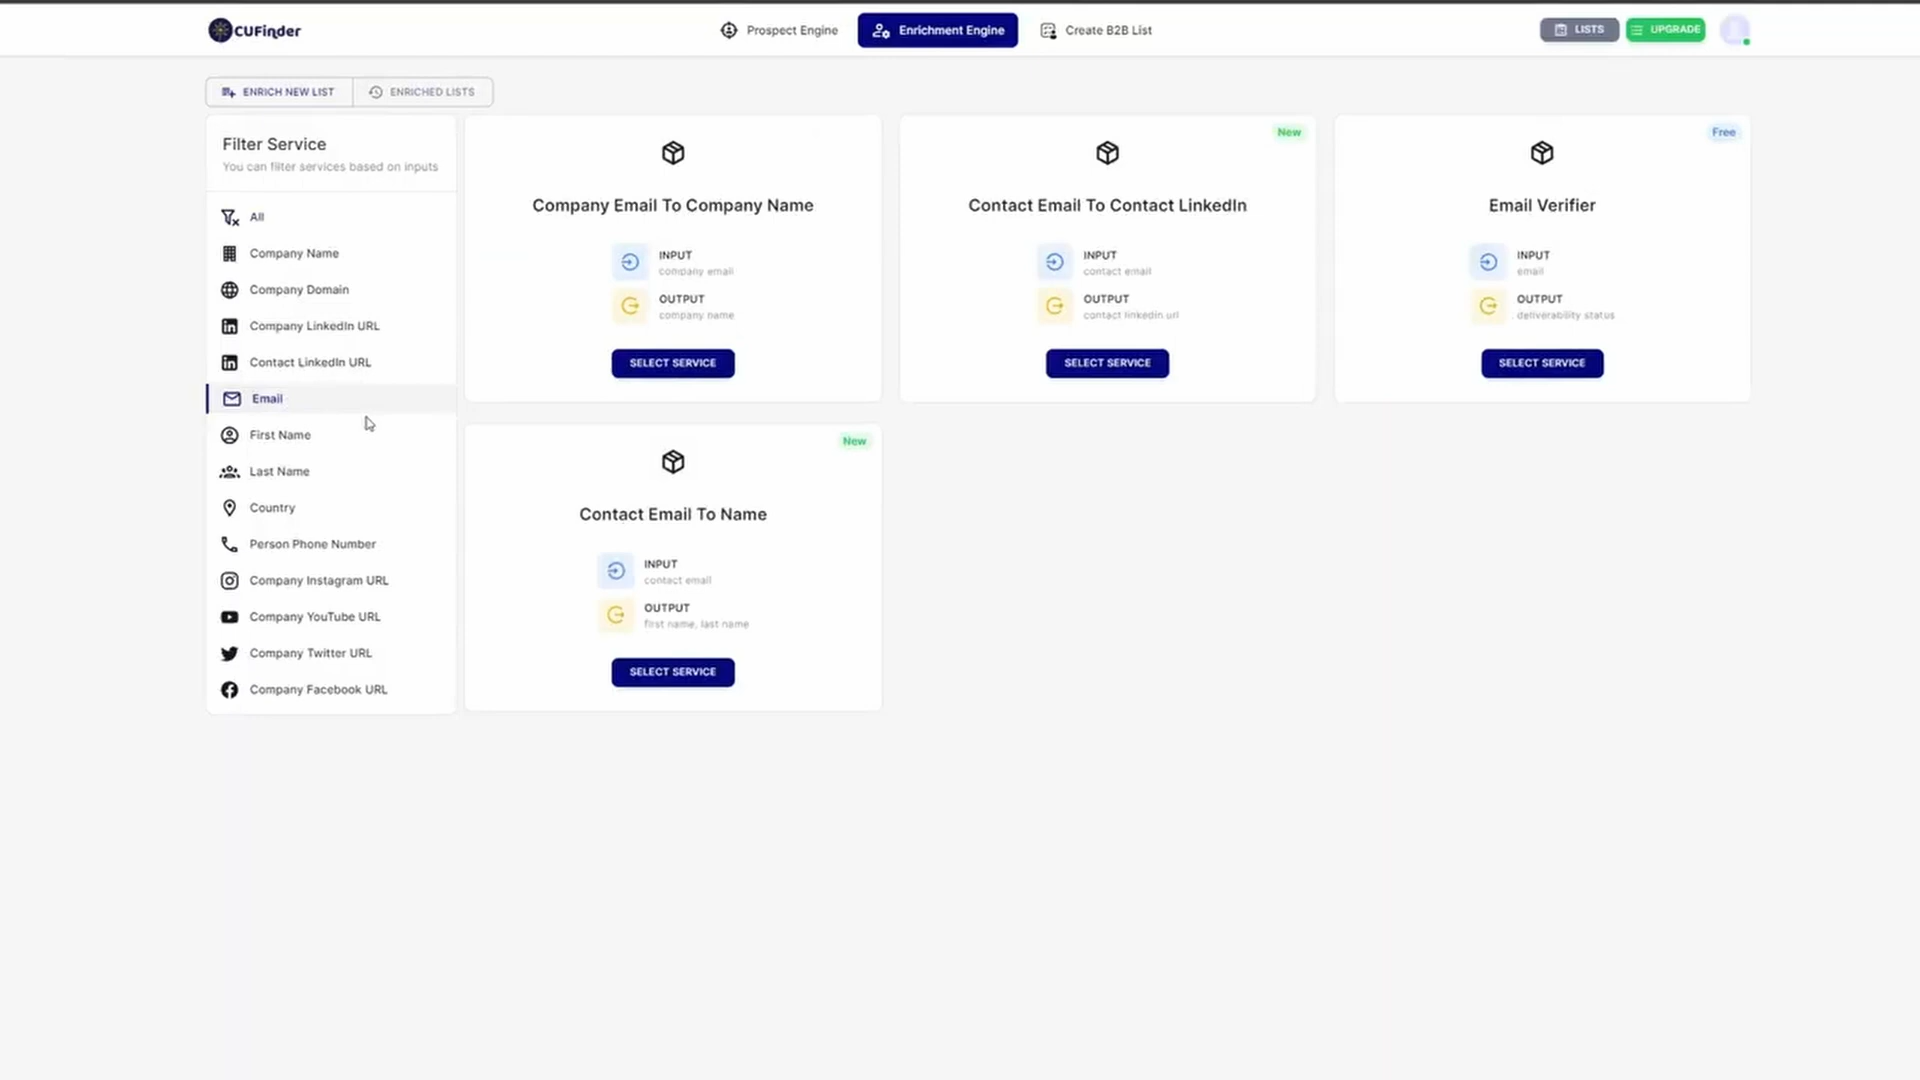 CUFinder
Prospect Engine
Enrichment Engine
Create B2B List
LISTS
UPGRADE
ENRICH NEW LIST
ENRICHED LISTS
Filter Service
You can filter services based on inputs
All
Company Name
Company Domain
Company LinkedIn URL
Contact LinkedIn URL
Email
First Name
Last Name
Country
Person Phone Number
Company Instagram URL
Company YouTube URL
Company Twitter URL
Company Facebook URL
Company Email To Company Name
INPUT
company email
OUTPUT
company name
SELECT SERVICE
New
Contact Email To Contact LinkedIn
INPUT
contact email
OUTPUT
contact linkedin url
SELECT SERVICE
Free
Email Verifier
INPUT
email
OUTPUT
deliverability status
SELECT SERVICE
New
Contact Email To Name
INPUT
contact email
OUTPUT
first name, last name
SELECT SERVICE